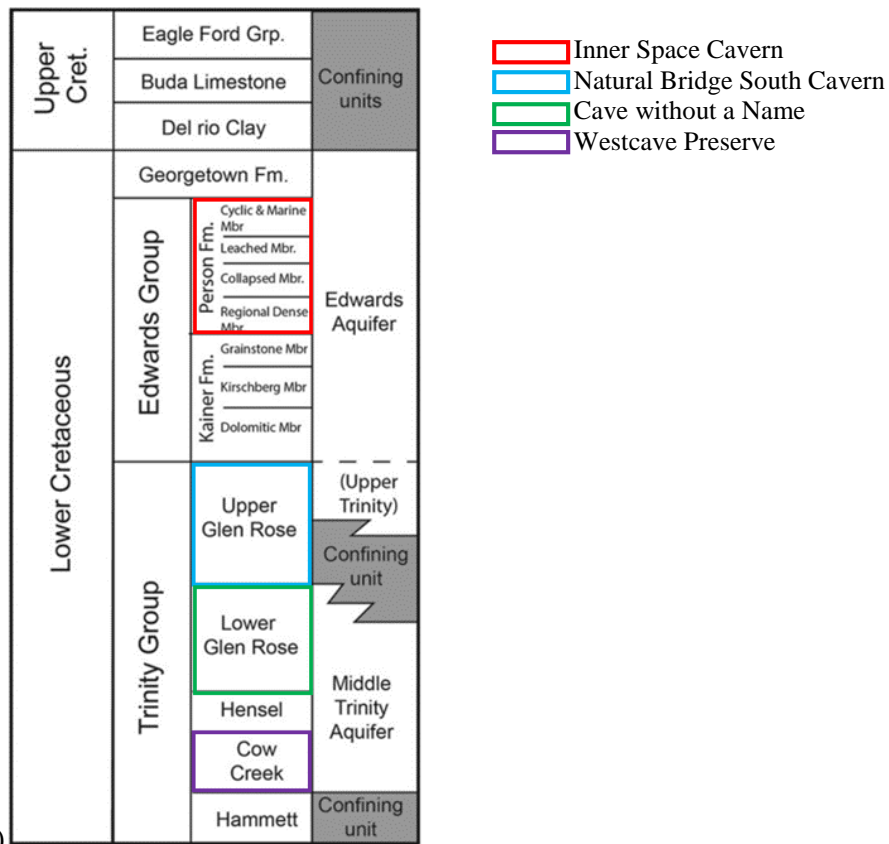 Upper
Cret.
Eagle Ford Grp.
Buda Limestone
Del rio Clay
Confining
units
Lower Cretaceous
Georgetown Fm.
Edwards Group
Person Fm.
Cyclic & Marine
Mbr
Leached Mbr.
Collapsed Mbr.
Regional Dense
Mbr
Kainer Fm.
Grainstone Mbr
Kirschberg Mbr
Dolomitic Mbr
Edwards
Aquifer
Trinity Group
Upper
Glen Rose
Lower
Glen Rose
Hensel
Cow
Creek
Hammett
(Upper
Trinity)
Confining
unit
Middle
Trinity
Aquifer
Confining
unit
)
Inner Space Cavern
Natural Bridge South Cavern
Cave without a Name
Westcave Preserve